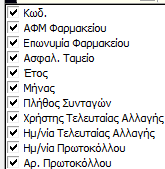 Κωδ.
ΑΦΜ Φαρμακείου
Επωνυμία Φαρμακείου
Ασφαλ. Ταμείο
Έτος
Μήνας
Πλήθος Συνταγών
Χρήστης Τελευταίας Αλλαγής
Ημ/νία Τελευταίας Αλλαγής
Ημ/νία Πρωτοκόλλου
Αρ. Πρωτοκόλλου